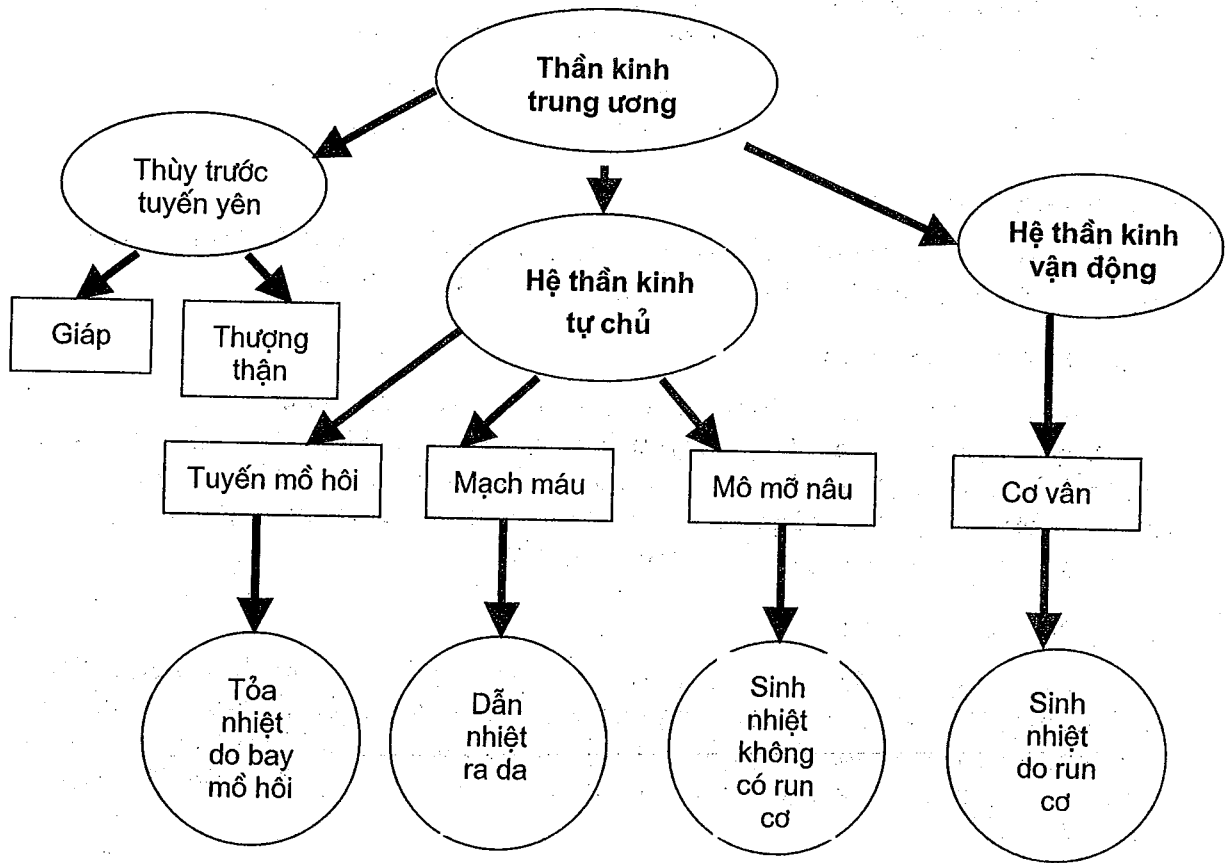 Thần kinh
trung ương
Thùy trước
tuyến yên
Hệ thần kinh
vận động
Hệ thần kinh
tự chủ
Giáp
Thượng
thận
Tuyến mồ hôi
Mạch máu
Mô mỡ nâu
Cơ vân
Tỏa
nhiệt
do bay
mồ hôi
Dẫn
nhiệt
ra da
Sinh
nhiệt
không
có run
cơ
Sinh
nhiệt
do run
cơ